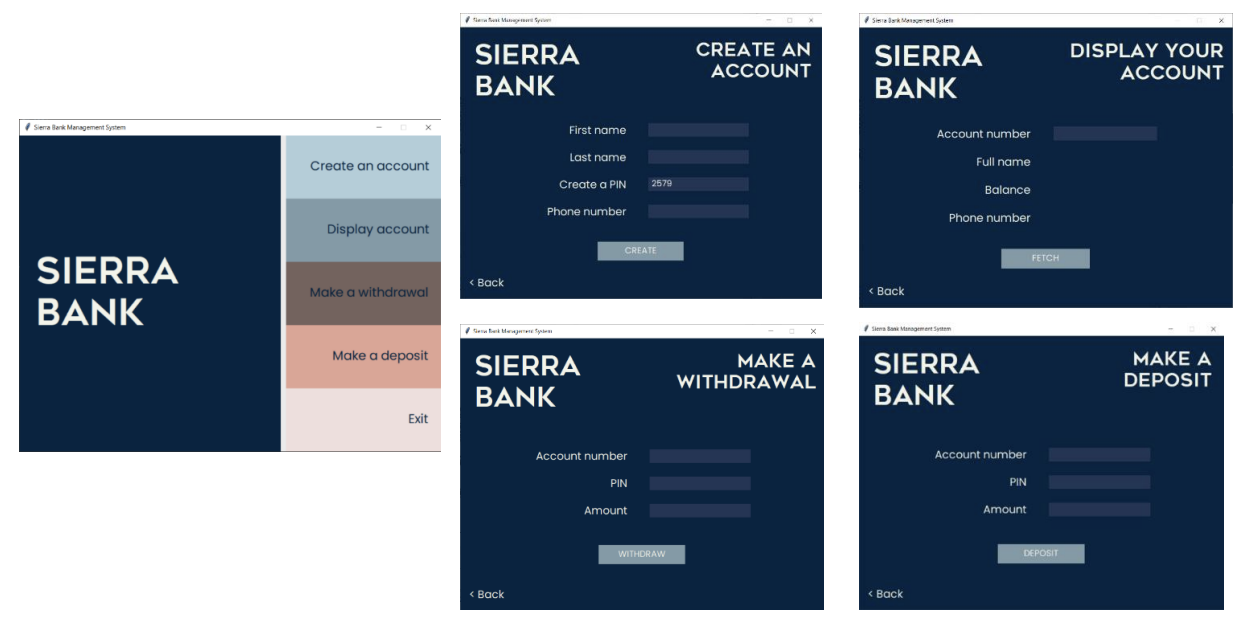 Sierra Bank Management System
SIERRA
BANK
Create an account
Display account
Make a withdrawal
Make a deposit
Exit
Sierra Bank Management System
SIERRA
BANK
CREATE AN
ACCOUNT
First name
Last name
Create a PIN 2579
Phone number
CREATE
< Back
Sierra Bank Management System
SIERRA
BANK
DISPLAY YOUR
ACCOUNT
Account number
Full name
Balance
Phone number
FETCH
< Back
Sierra Bank Management System
SIERRA
BANK
MAKE A
WITHDRAWAL
Account number
PIN
Amount
WITHDRAW
< Back
Sierra Bank Management System
SIERRA
BANK
MAKE A
DEPOSIT
Account number
PIN
Amount
DEPOSIT
< Back